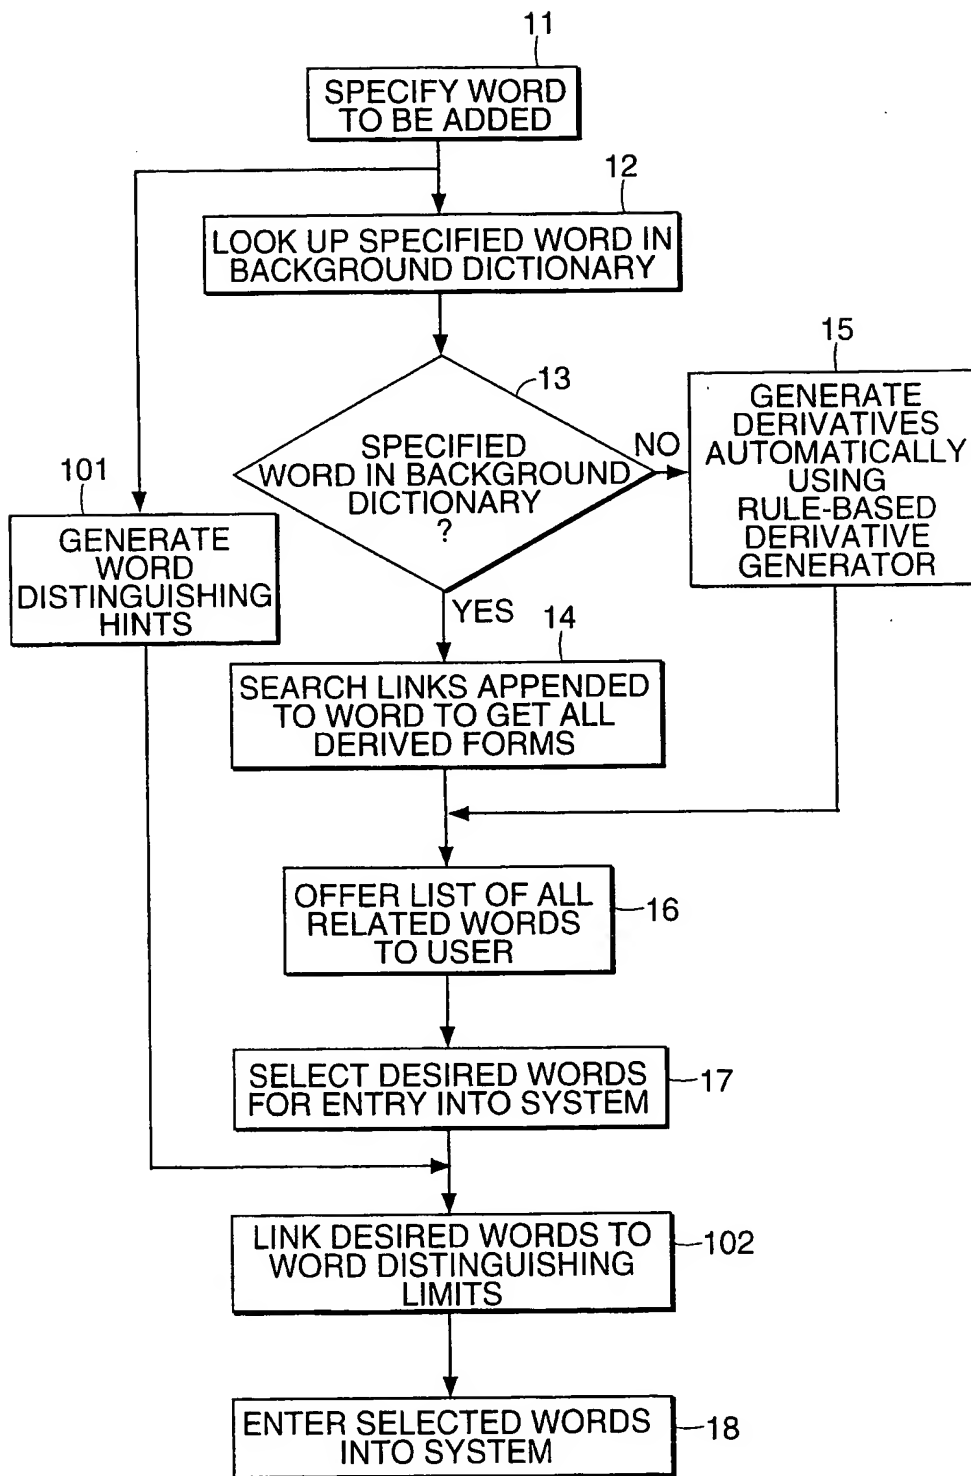 11
SPECIFY WORD
TO BE ADDED
12
LOOK UP SPECIFIED WORD IN
BACKGROUND DICTIONARY
13
SPECIFIED
WORD IN BACKGROUND
DICTIONARY
?
NO
YES
15
GENERATE
DERIVATIVES
AUTOMATICALLY
USING
RULE-BASED
DERIVATIVE
GENERATOR
101
GENERATE
WORD
DISTINGUISHING
HINTS
14
SEARCH LINKS APPENDED
TO WORD TO GET ALL
DERIVED FORMS
OFFER LIST OF ALL
RELATED WORDS
TO USER
16
SELECT DESIRED WORDS
FOR ENTRY INTO SYSTEM
17
LINK DESIRED WORDS TO
WORD DISTINGUISHING
LIMITS
102
ENTER SELECTED WORDS
INTO SYSTEM
18